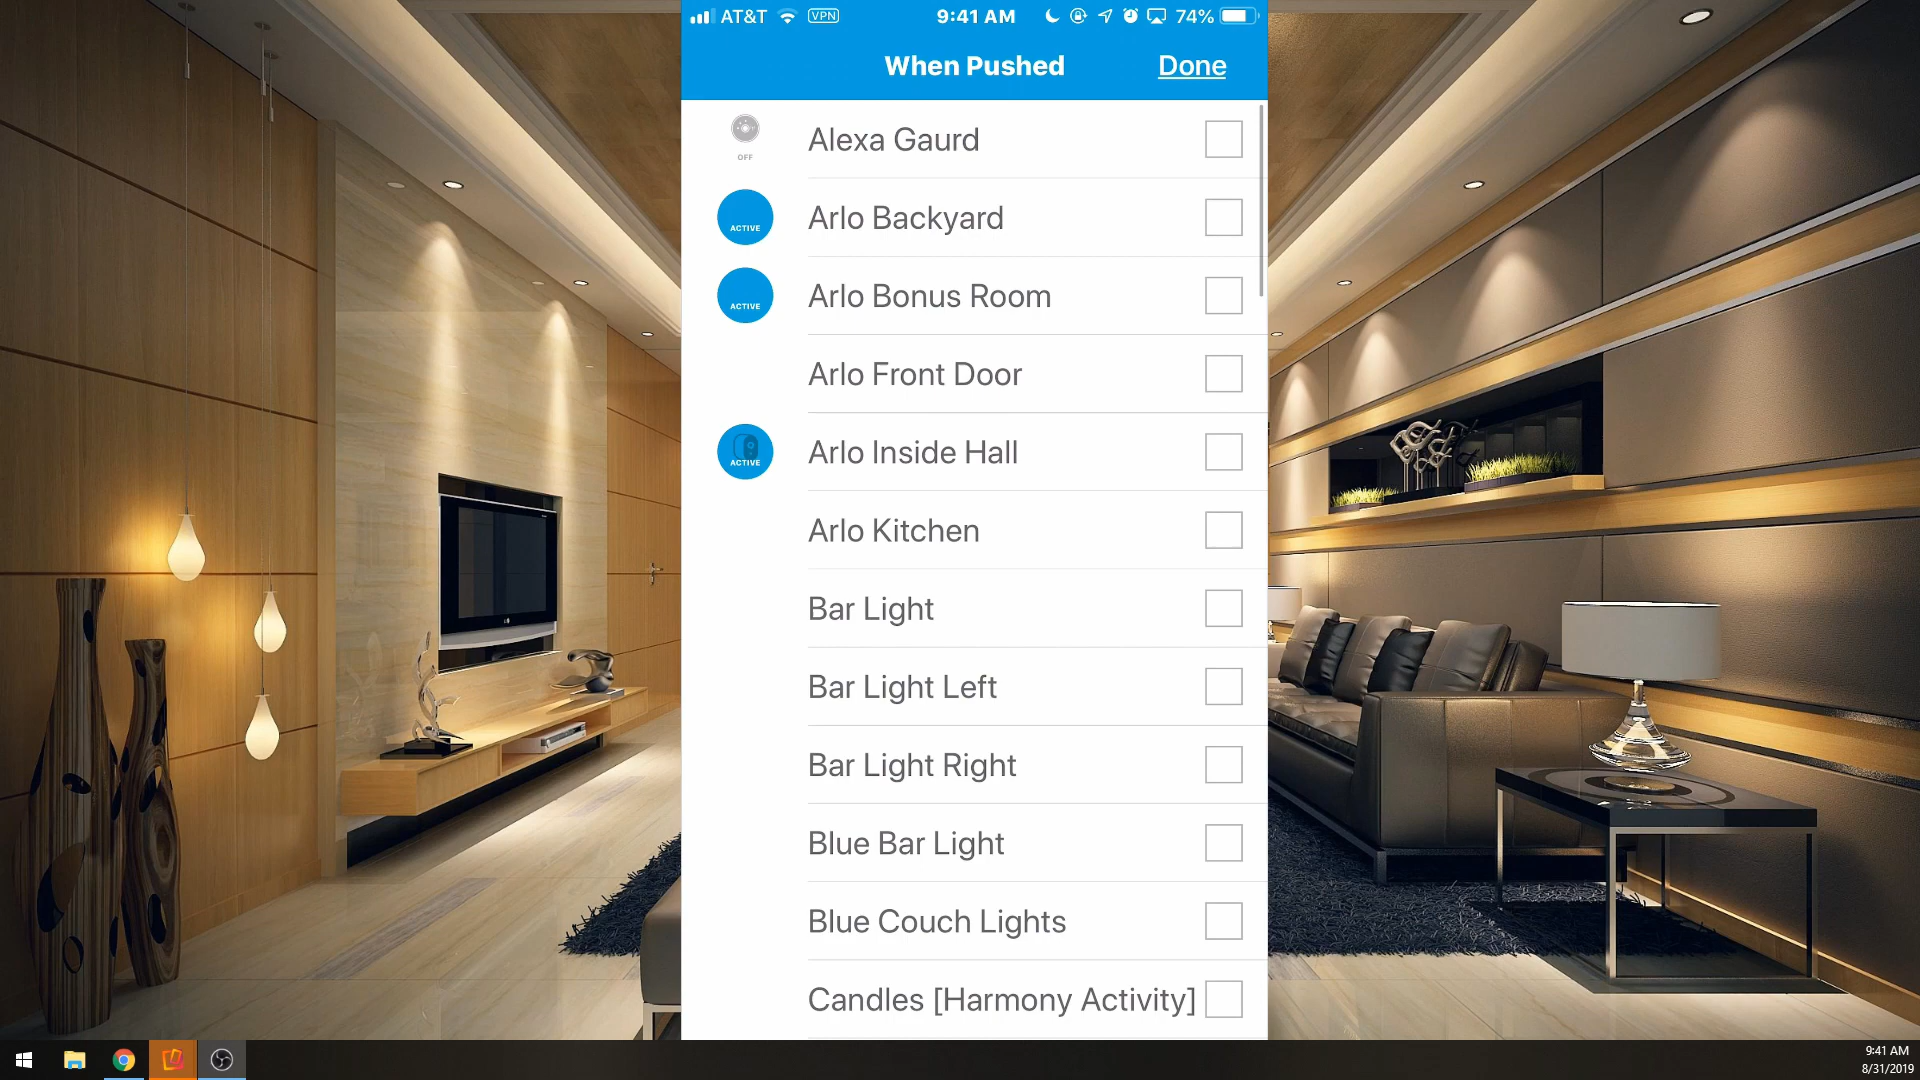 AT&T VPN 9:41 AM 74%
When Pushed Done
OFF Alexa Gaurd
ACTIVE Arlo Backyard
ACTIVE Arlo Bonus Room
Arlo Front Door
ACTIVE Arlo Inside Hall
Arlo Kitchen
Bar Light
Bar Light Left
Bar Light Right
Blue Bar Light
Blue Couch Lights
Candles [Harmony Activity]
9:41 AM
8/31/2019